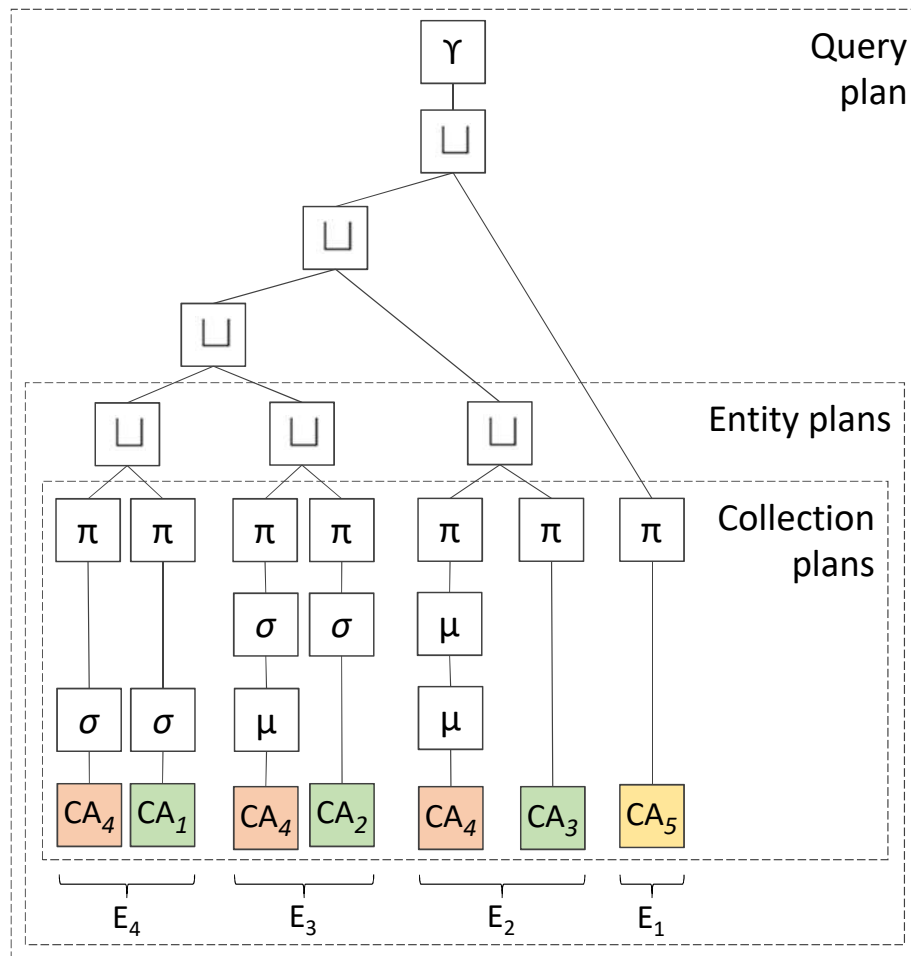 ϒ
Query
plan
⊔
⊔
⊔
Entity plans
⊔ ⊔ ⊔
Collection
plans
π π π π π π π
σ σ μ
σ σ μ μ
CA4 CA1 CA4 CA2 CA4 CA3 CA5
E4 E3 E2 E1